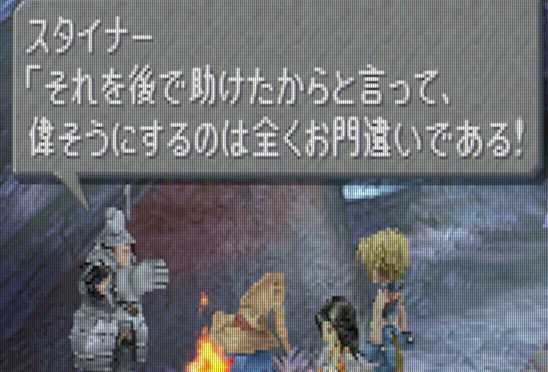 スタイナー
「それを後で助けたからと言って、
偉そうにするのは全くお門違いである!